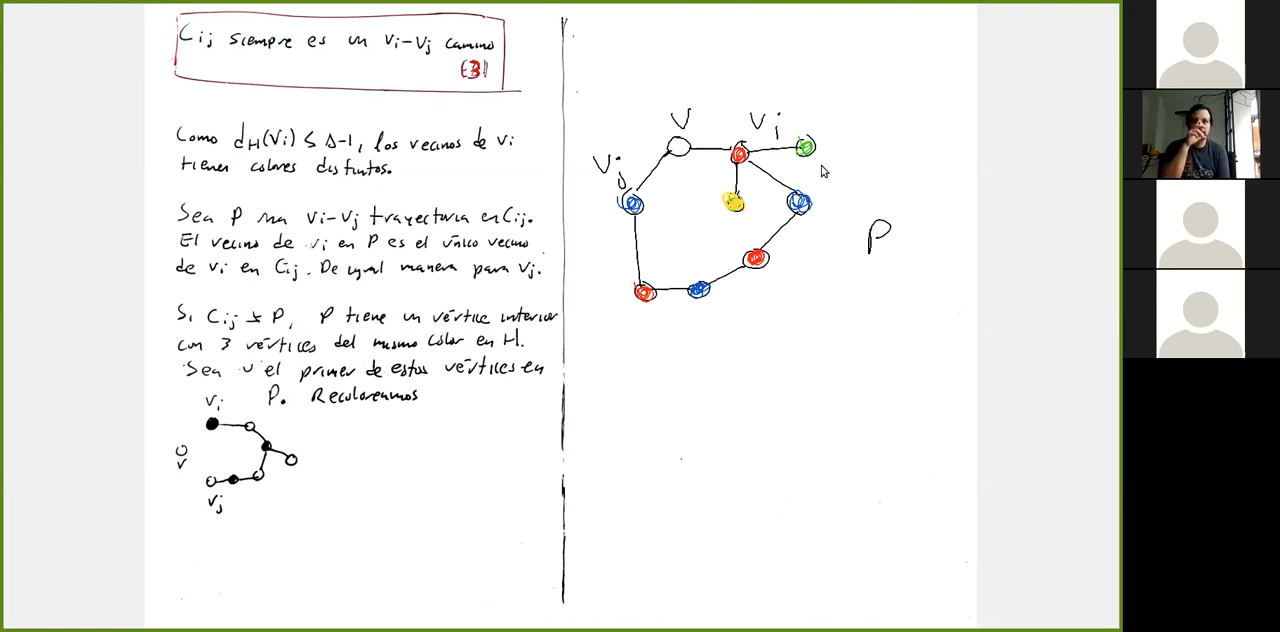 Cij siempre es un vi-vj camino
(3)
Como dH(vi) ≤ Δ-1, los vecinos de vi
tienen colores distintos.
Sea P una vi-vj trayectoria en Cij.
El vecino de vi en P es el único vecino
de vi en Cij. De igual manera para vj.
Si Cij ≠ P, P tiene un vértice interior
con 3 vértices del mismo color en H.
Sea u el primer de estos vértices en
P. Recoloreamos
vi
v
vj
v
vi
vj
P